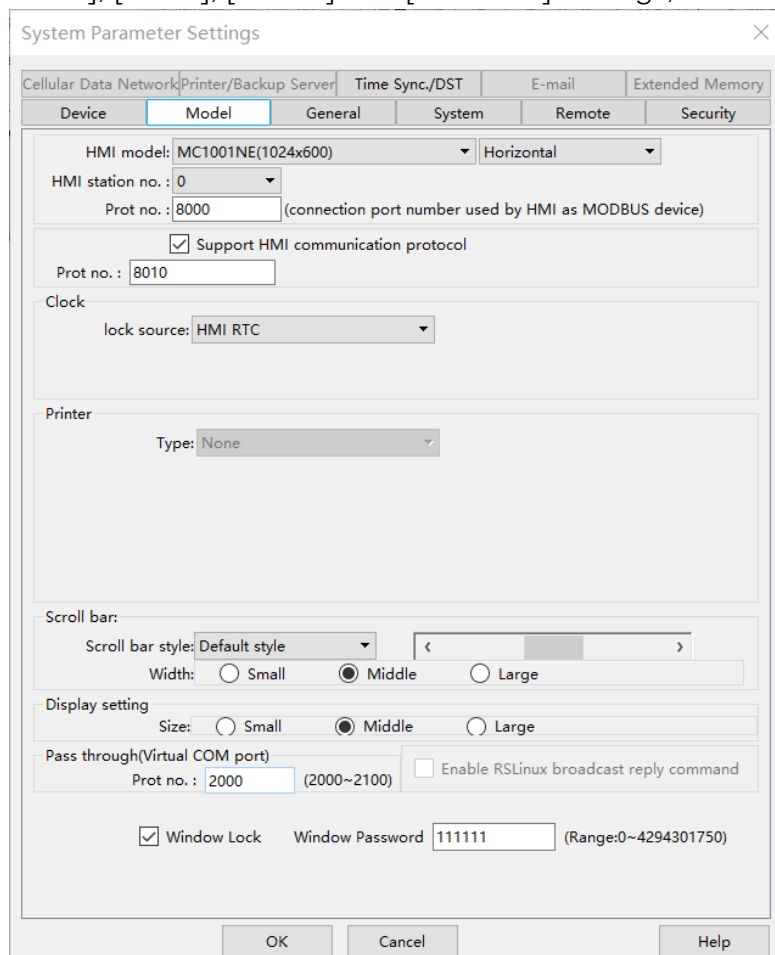 System Parameter Settings
Cellular Data Network Printer/Backup Server Time Sync./DST E-mail Extended Memory
Device Model General System Remote Security
HMI model: MC1001NE(1024x600) Horizontal
HMI station no. : 0
Prot no. : 8000 (connection port number used by HMI as MODBUS device)
Support HMI communication protocol
Prot no. : 8010
Clock
lock source: HMI RTC
Printer
Type: None
Scroll bar:
Scroll bar style: Default style
Width: Small Middle Large
Display setting
Size: Small Middle Large
Pass through(Virtual COM port)
Prot no. : 2000 (2000~2100) Enable RSLinux broadcast reply command
Window Lock Window Password 111111 (Range:0~4294301750)
OK Cancel Help